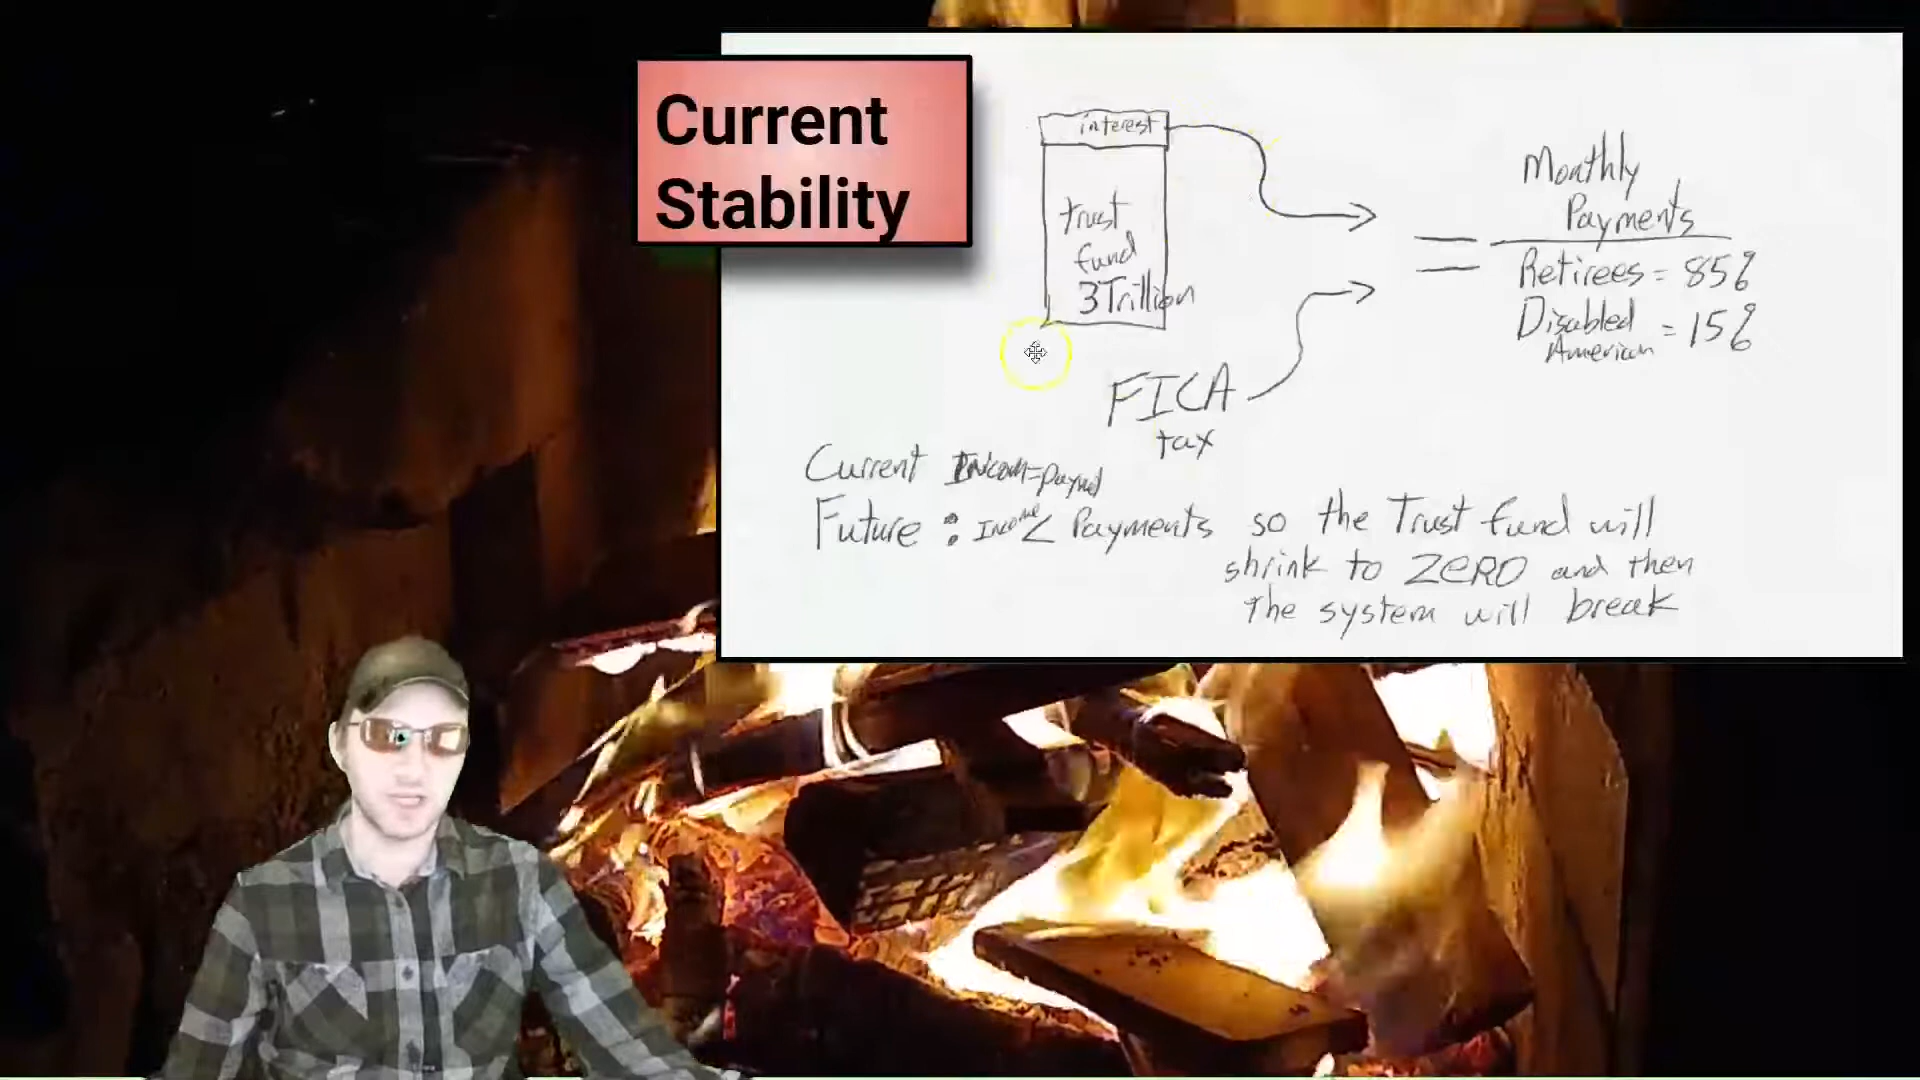 Current
Stability
interest
trust
fund
3Trillion
FICA
tax
Monthly
Payments
Retirees = 85%
Disabled = 15%
American
Current Income=paymet
Future : Income < Payments so the Trust fund will
shrink to ZERO and then
the system will break